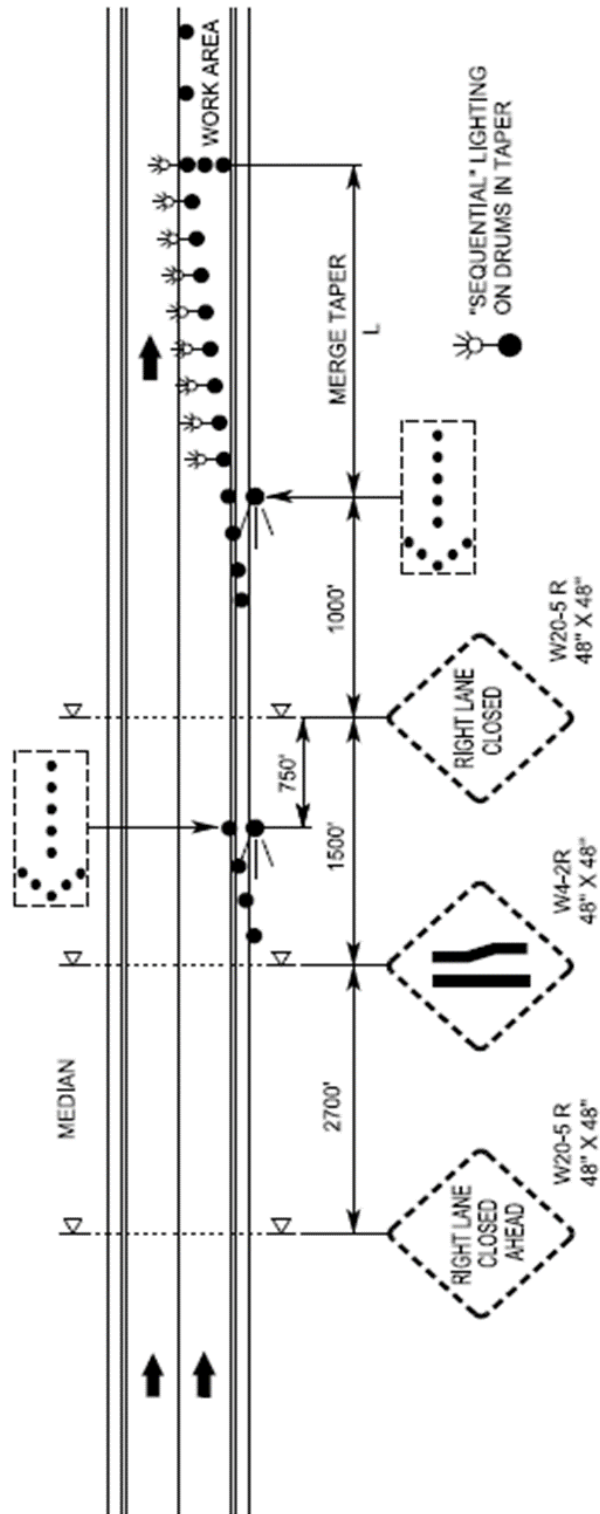 WORK AREA
"SEQUENTIAL" LIGHTING
ON DRUMS IN TAPER
MERGE TAPER
L
1000'
W20-5 R
48" X 48"
RIGHT LANE
CLOSED
750'
1500'
W4-2R
48" X 48"
MEDIAN
2700'
W20-5 R
48" X 48"
RIGHT LANE
CLOSED
AHEAD